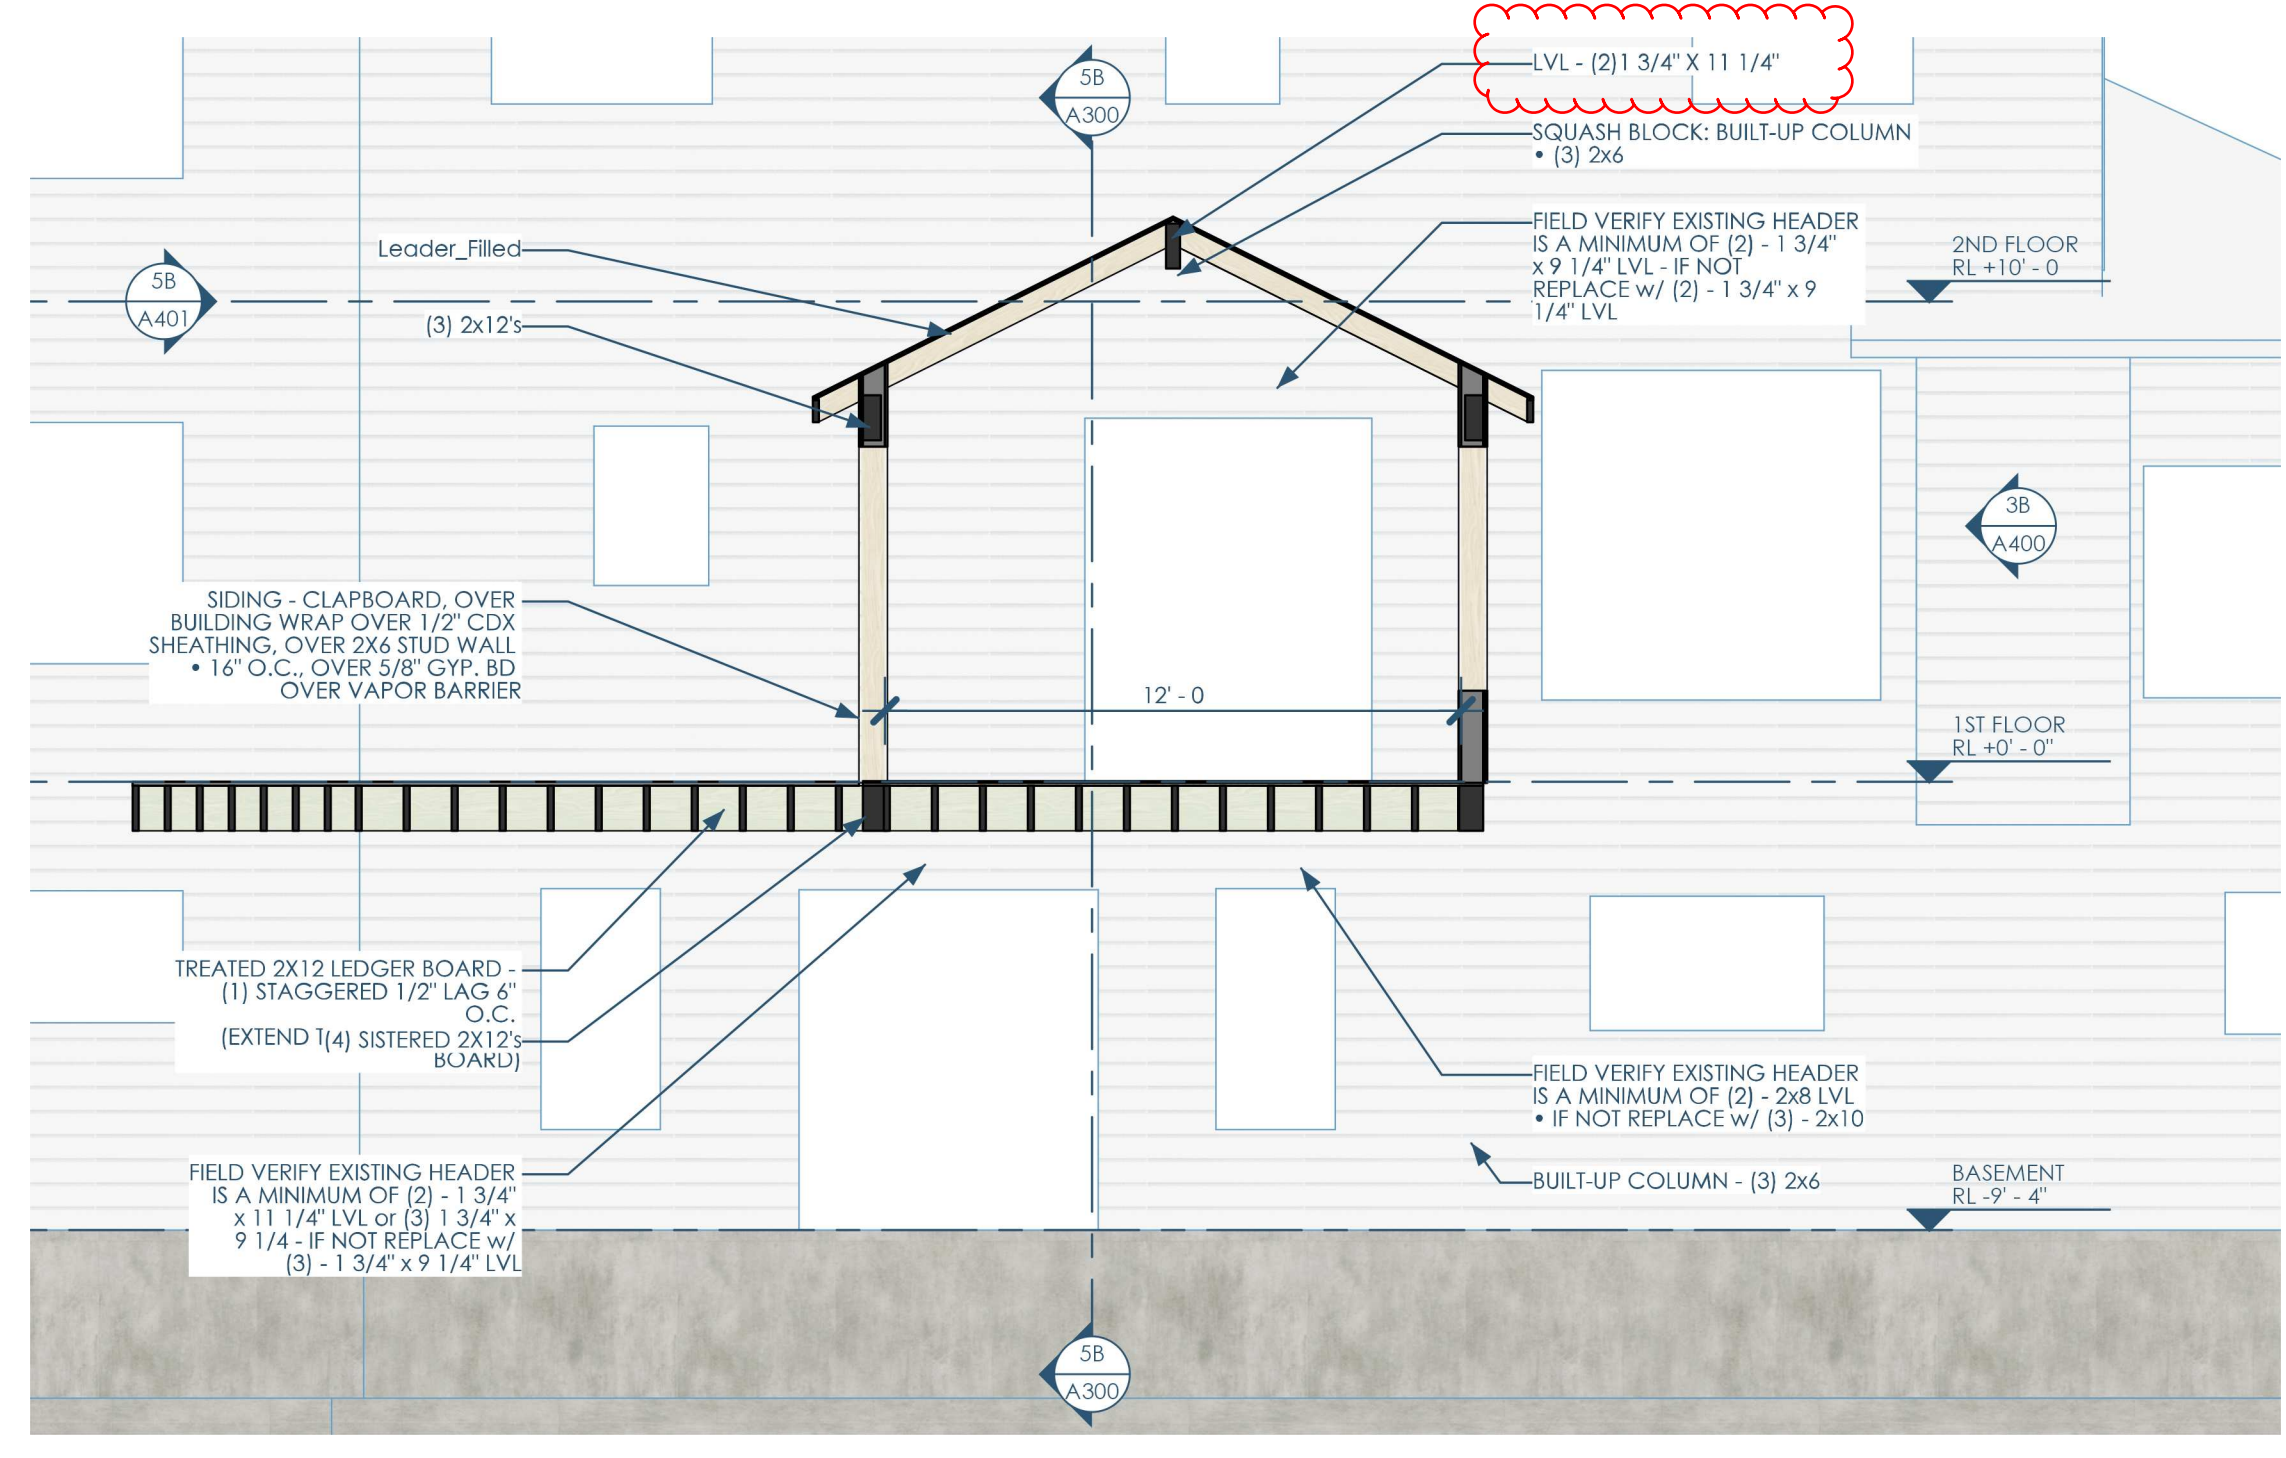 5B
A300
LVL - (2)1 3/4" X 11 1/4"
SQUASH BLOCK: BUILT-UP COLUMN
• (3) 2x6
FIELD VERIFY EXISTING HEADER
IS A MINIMUM OF (2) - 1 3/4"
x 9 1/4" LVL - IF NOT
REPLACE w/ (2) - 1 3/4" x 9
1/4" LVL
2ND FLOOR
RL +10' - 0
Leader_Filled
5B
A401
(3) 2x12's
3B
A400
SIDING - CLAPBOARD, OVER
BUILDING WRAP OVER 1/2" CDX
SHEATHING, OVER 2X6 STUD WALL
• 16" O.C., OVER 5/8" GYP. BD
OVER VAPOR BARRIER
12' - 0
1ST FLOOR
RL +0' - 0"
TREATED 2X12 LEDGER BOARD -
(1) STAGGERED 1/2" LAG 6"
O.C.
(EXTEND
(4) SISTERED 2X12's
BOARD)
FIELD VERIFY EXISTING HEADER
IS A MINIMUM OF (2) - 2x8 LVL
• IF NOT REPLACE w/ (3) - 2x10
FIELD VERIFY EXISTING HEADER
IS A MINIMUM OF (2) - 1 3/4"
x 11 1/4" LVL or (3) 1 3/4" x
9 1/4 - IF NOT REPLACE w/
(3) - 1 3/4" x 9 1/4" LVL
BUILT-UP COLUMN - (3) 2x6
BASEMENT
RL -9' - 4"
5B
A300